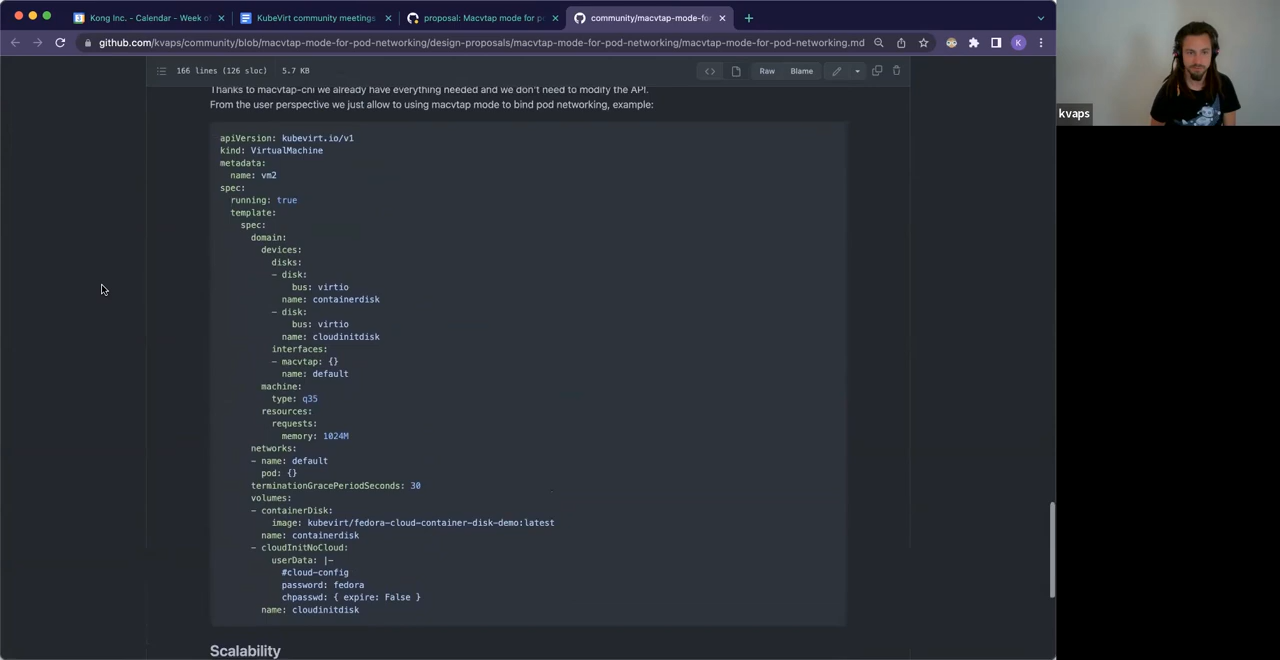 Kong Inc. - Calendar - Week of
KubeVirt community meetings
proposal: Macvtap mode for p
community/macvtap-mode-for-
github.com/kvaps/community/blob/macvtap-mode-for-pod-networking/design-proposals/macvtap-mode-for-pod-networking/macvtap-mode-for-pod-networking.md
K
166 lines (126 sloc) 5.7 KB
Raw Blame
Thanks to macvtap-cni we already have everything needed and we don't need to modify the API.
From the user perspective we just allow to using macvtap mode to bind pod networking, example:
apiVersion: kubevirt.io/v1
kind: VirtualMachine
metadata:
name: vm2
spec:
running: true
template:
spec:
domain:
devices:
disks:
- disk:
bus: virtio
name: containerdisk
- disk:
bus: virtio
name: cloudinitdisk
interfaces:
- macvtap: {}
name: default
machine:
type: q35
resources:
requests:
memory: 1024M
networks:
- name: default
pod: {}
terminationGracePeriodSeconds: 30
volumes:
- containerDisk:
image: kubevirt/fedora-cloud-container-disk-demo:latest
name: containerdisk
- cloudInitNoCloud:
userData: |-
#cloud-config
password: fedora
chpasswd: { expire: False }
name: cloudinitdisk
Scalability
kvaps